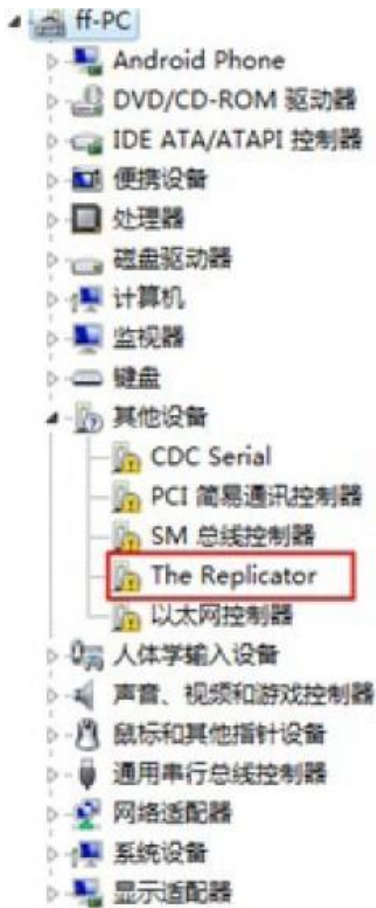 ff-PC
Android Phone
DVD/CD-ROM 驱动器
IDE ATA/ATAPI 控制器
便携设备
处理器
磁盘驱动器
计算机
监视器
键盘
其他设备
CDC Serial
PCI 简易通讯控制器
SM 总线控制器
The Replicator
以太网控制器
人体学输入设备
声音、视频和游戏控制器
鼠标和其他指针设备
通用串行总线控制器
网络适配器
系统设备
显示适配器